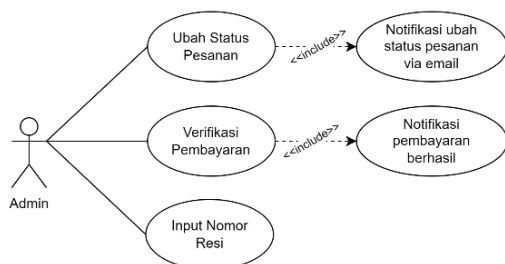 Ubah Status
Pesanan
<<include>>
Notifikasi ubah
status pesanan
via email
Verifikasi
Pembayaran
<<include>>
Notifikasi
pembayaran
berhasil
Admin
Input Nomor
Resi